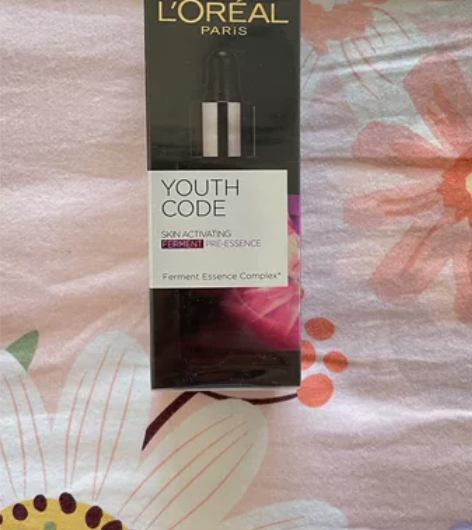 L'ORÉAL
PARIS
YOUTH
CODE
SKIN ACTIVATING
FERMENT PRE-ESSENCE
Ferment Essence Complex*